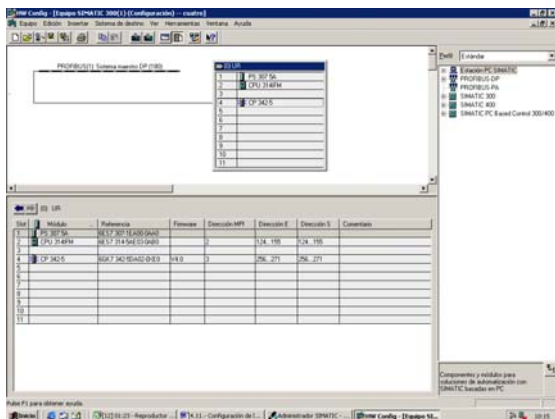 HW Config - [Equipo SIMATIC 300(1) (Configuración) -- cuatro]
Equipo Edición Insertar Sistema de destino Ver Herramientas Ventana Ayuda
PROFIBUS(1): Sistema maestro DP (180)
(0) UR
1 PS 307 5A
2 CPU 314IFM
3
4 CP 342-5
5
6
7
8
9
10
11
Perfil Estándar
Estación PC SIMATIC
PROFIBUS-DP
PROFIBUS-PA
SIMATIC 300
SIMATIC 400
SIMATIC PC Based Control 300/400
(0) UR
Slot Módulo Referencia Firmware Dirección MPI Dirección E Dirección S Comentario
1 PS 307 5A 6ES7 307-1EA00-0AA0
2 CPU 314IFM 6ES7 314-5AE03-0AB0 2 124...155 124...155
3
4 CP 342-5 6GK7 342-5DA02-0XE0 V4.0 3 256...271 256...271
5
6
7
8
9
10
11
Componentes y módulos para soluciones de automatización con SIMATIC basadas en PC
Pulse F1 para obtener ayuda.
Inicio
4.11.- Configuración de l...
Administrador SIMATIC - ...
HW Config - [Equipo SI...
10:15